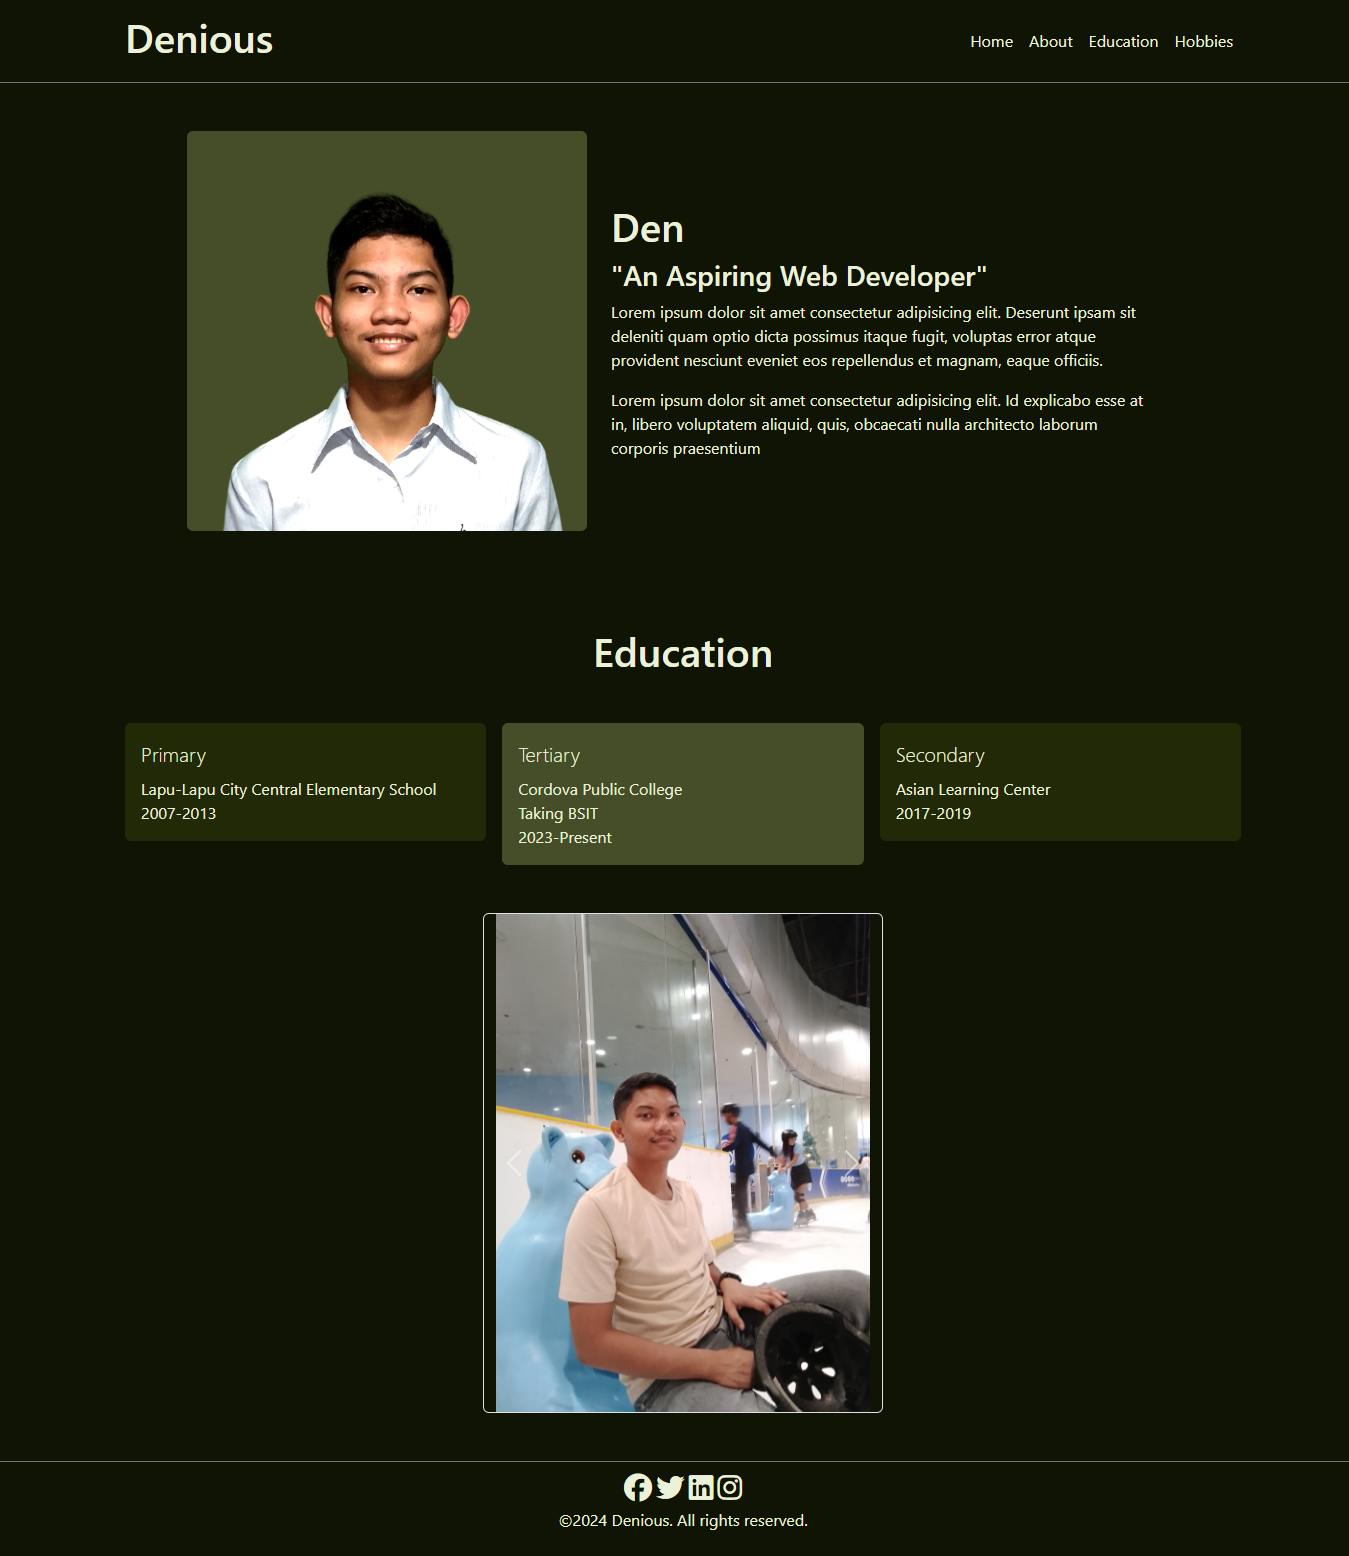 Denious
Home About Education Hobbies
Den
"An Aspiring Web Developer"
Lorem ipsum dolor sit amet consectetur adipisicing elit. Deserunt ipsam sit
deleniti quam optio dicta possimus itaque fugit, voluptas error atque
provident nesciunt eveniet eos repellendus et magnam, eaque officiis.
Lorem ipsum dolor sit amet consectetur adipisicing elit. Id explicabo esse at
in, libero voluptatem aliquid, quis, obcaecati nulla architecto laborum
corporis praesentium
Education
Primary
Lapu-Lapu City Central Elementary School
2007-2013
Tertiary
Cordova Public College
Taking BSIT
2023-Present
Secondary
Asian Learning Center
2017-2019
©2024 Denious. All rights reserved.